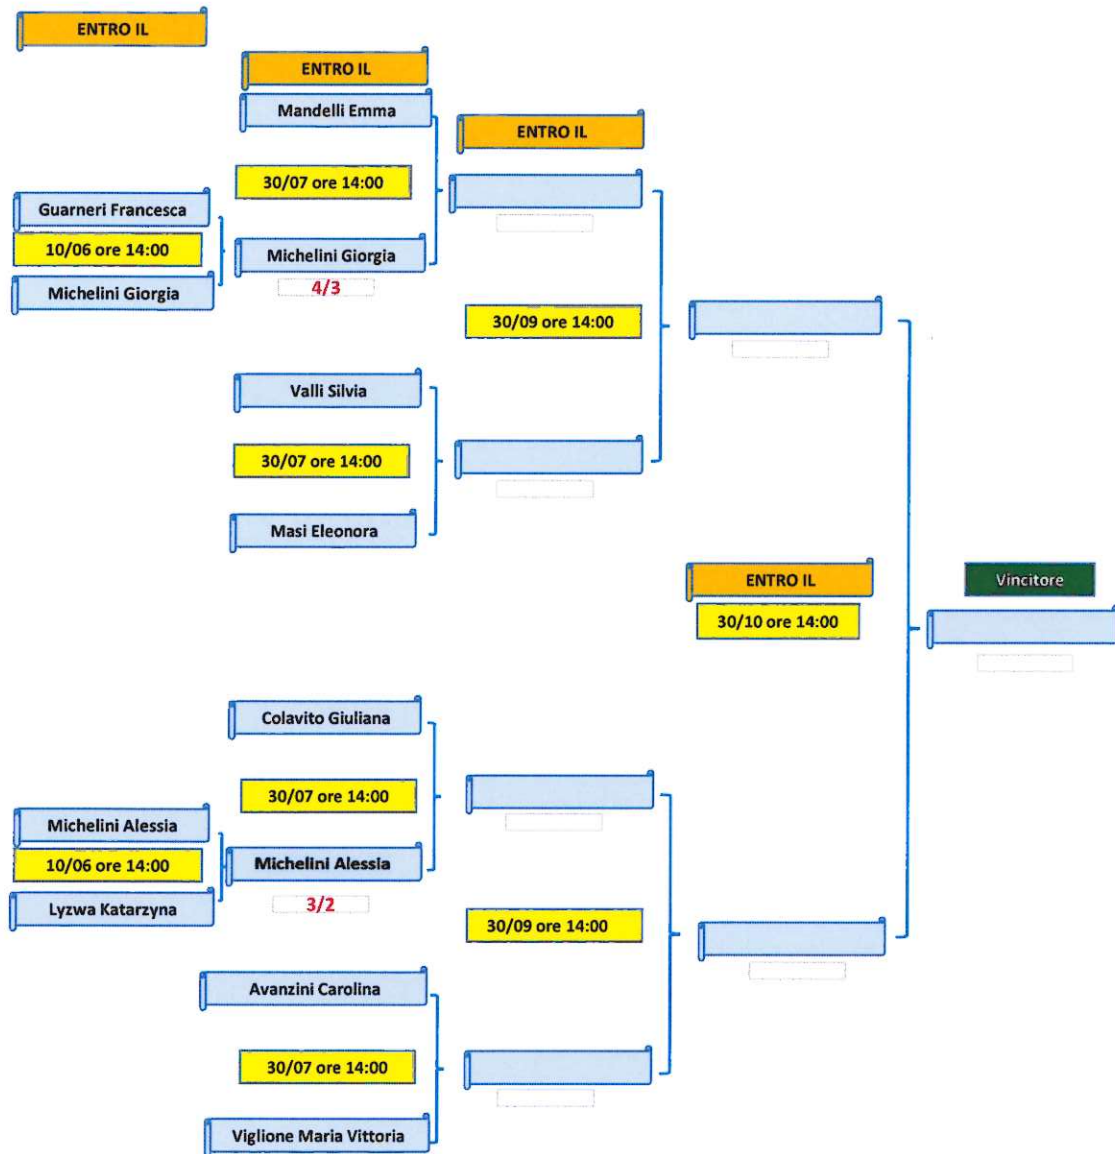 ENTRO IL
ENTRO IL
Mandelli Emma
ENTRO IL
30/07 ore 14:00
Guarneri Francesca
10/06 ore 14:00
Michelini Giorgia
Michelini Giorgia
4/3
30/09 ore 14:00
Valli Silvia
30/07 ore 14:00
Masi Eleonora
ENTRO IL
Vincitore
30/10 ore 14:00
Colavito Giuliana
30/07 ore 14:00
Michelini Alessia
10/06 ore 14:00
Michelini Alessia
Lyzwa Katarzyna
3/2
30/09 ore 14:00
Avanzini Carolina
30/07 ore 14:00
Viglione Maria Vittoria